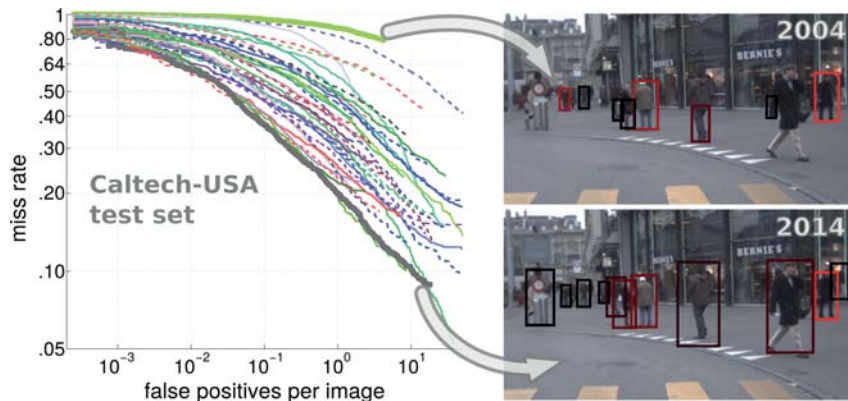 1
.80
.64
.50
.40
.30
.20
.10
.05
miss rate
10⁻³ 10⁻² 10⁻¹ 10⁰ 10¹
false positives per image
Caltech-USA
test set
2004
BERNIE'S
2014
BERNIE'S